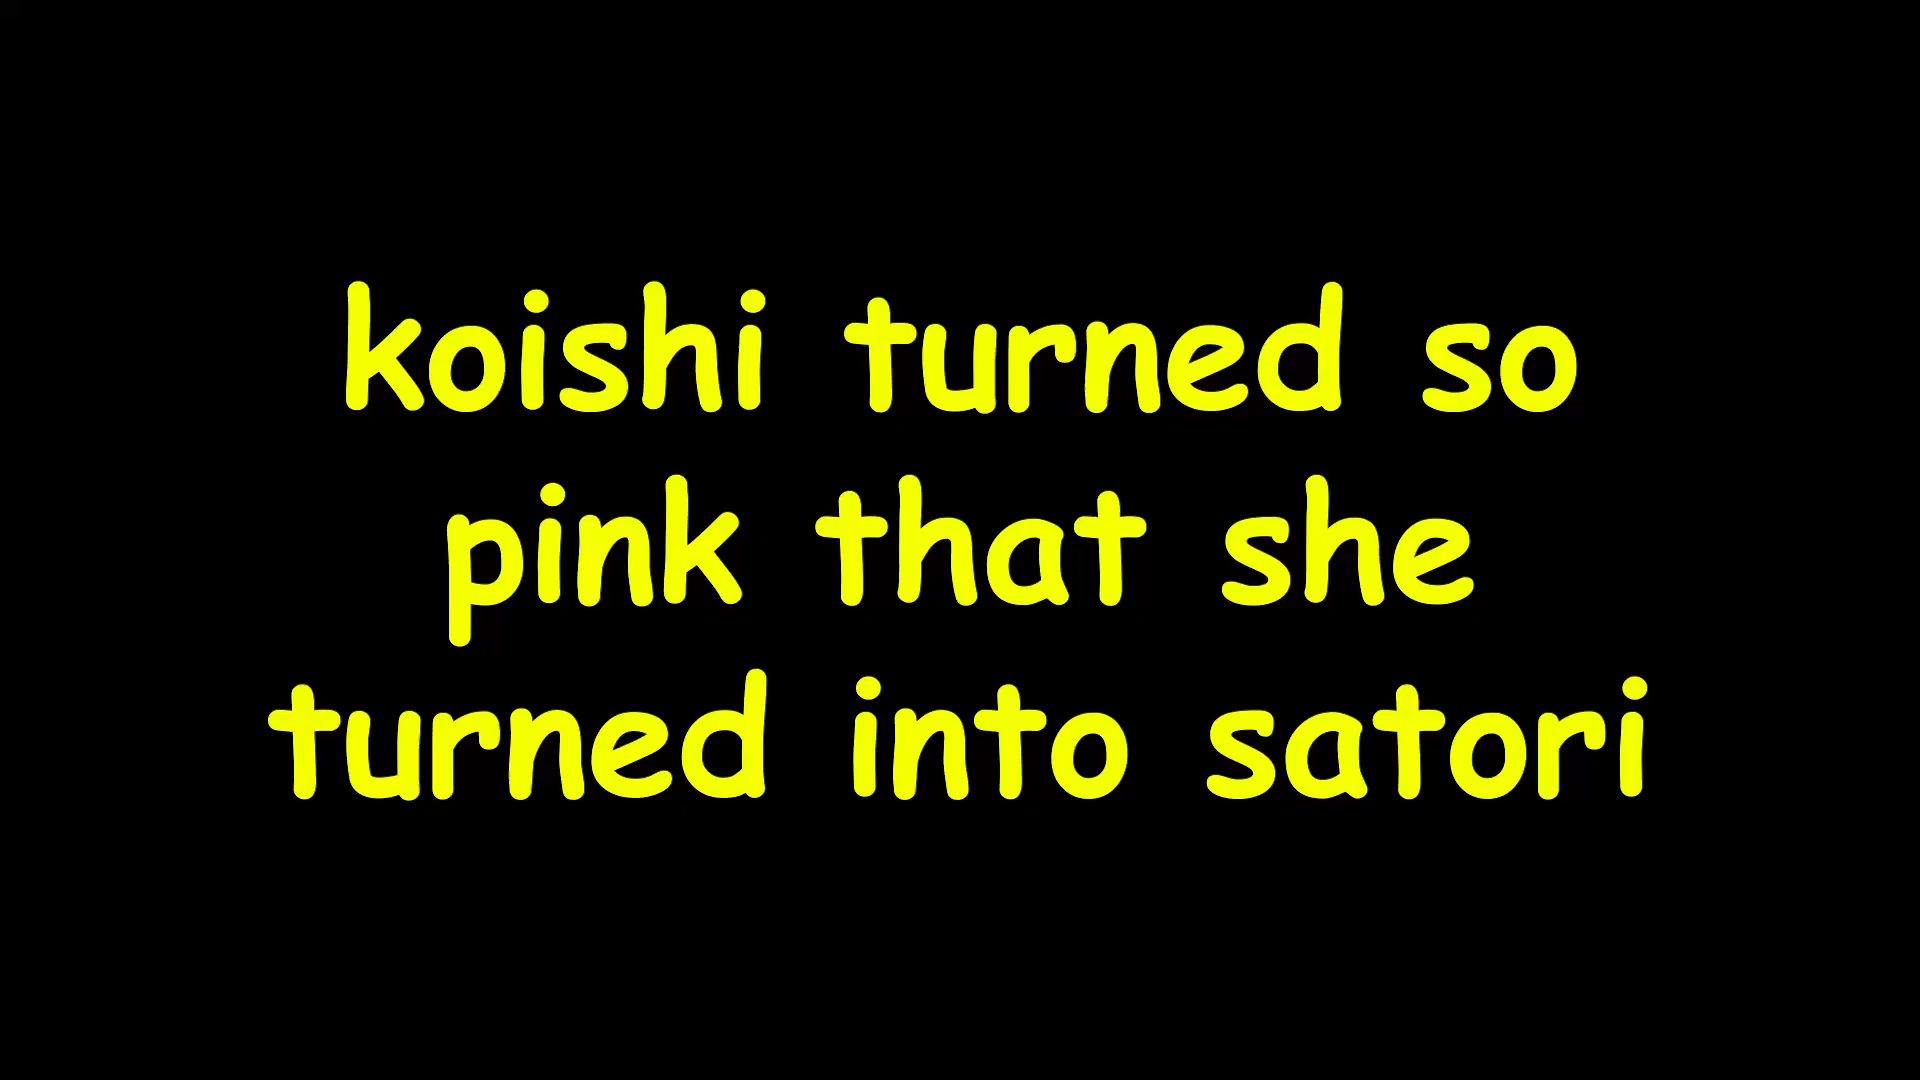 koishi turned so
pink that she
turned into satori